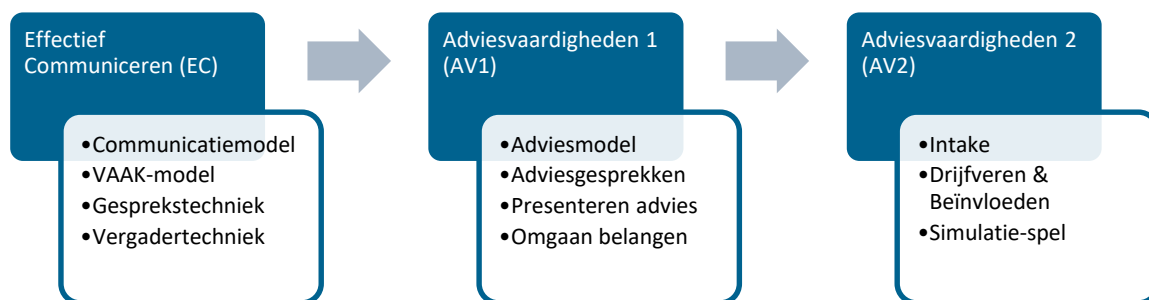 Effectief
Communiceren (EC)
•Communicatiemodel
•VAAK-model
•Gesprekstechniek
•Vergadertechniek
Adviesvaardigheden 1
(AV1)
•Adviesmodel
•Adviesgesprekken
•Presenteren advies
•Omgaan belangen
Adviesvaardigheden 2
(AV2)
•Intake
•Drijfveren &
Beïnvloeden
•Simulatie-spel